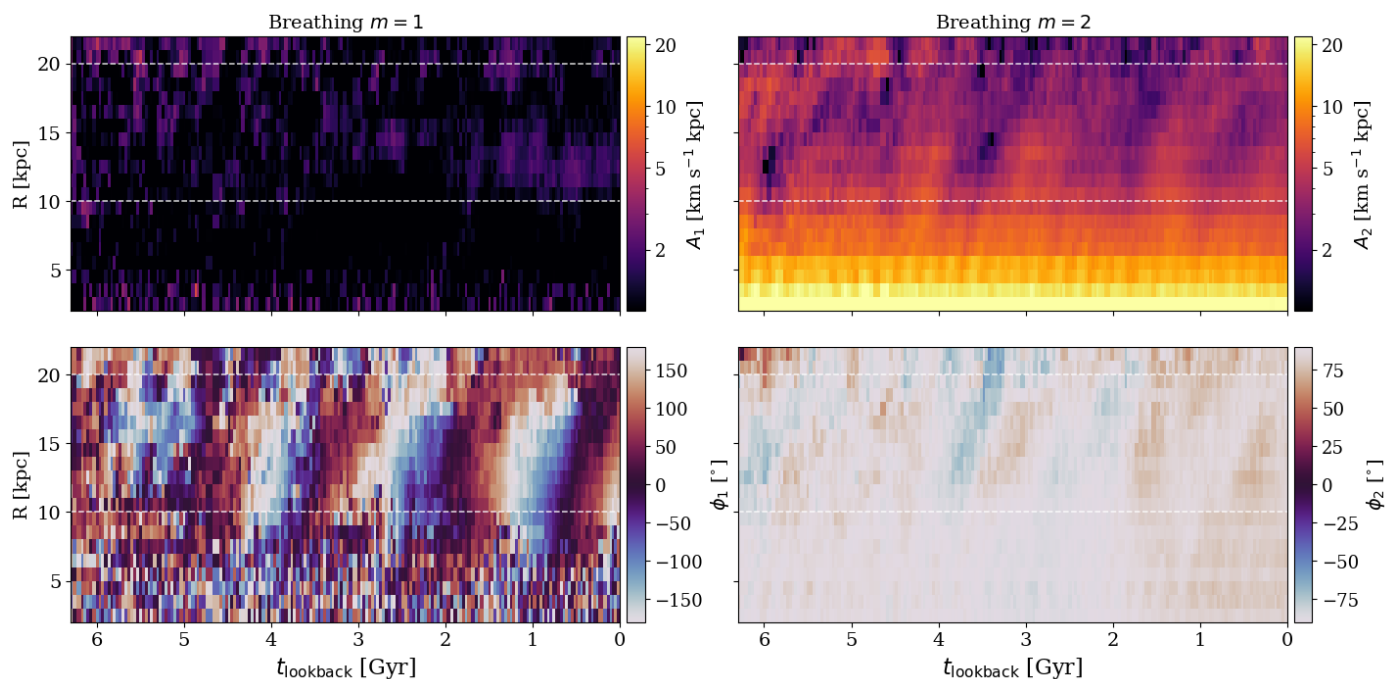 Breathing m = 1
Breathing m = 2
20
15
10
5
R [kpc]
20
10
5
2
A₁ [km s⁻¹ kpc]
20
10
5
2
A₂ [km s⁻¹ kpc]
20
15
10
5
R [kpc]
150
100
50
0
−50
−100
−150
ϕ₁ [°]
75
50
25
0
−25
−50
−75
ϕ₂ [°]
6 5 4 3 2 1 0
6 5 4 3 2 1 0
t_lookback [Gyr]
t_lookback [Gyr]